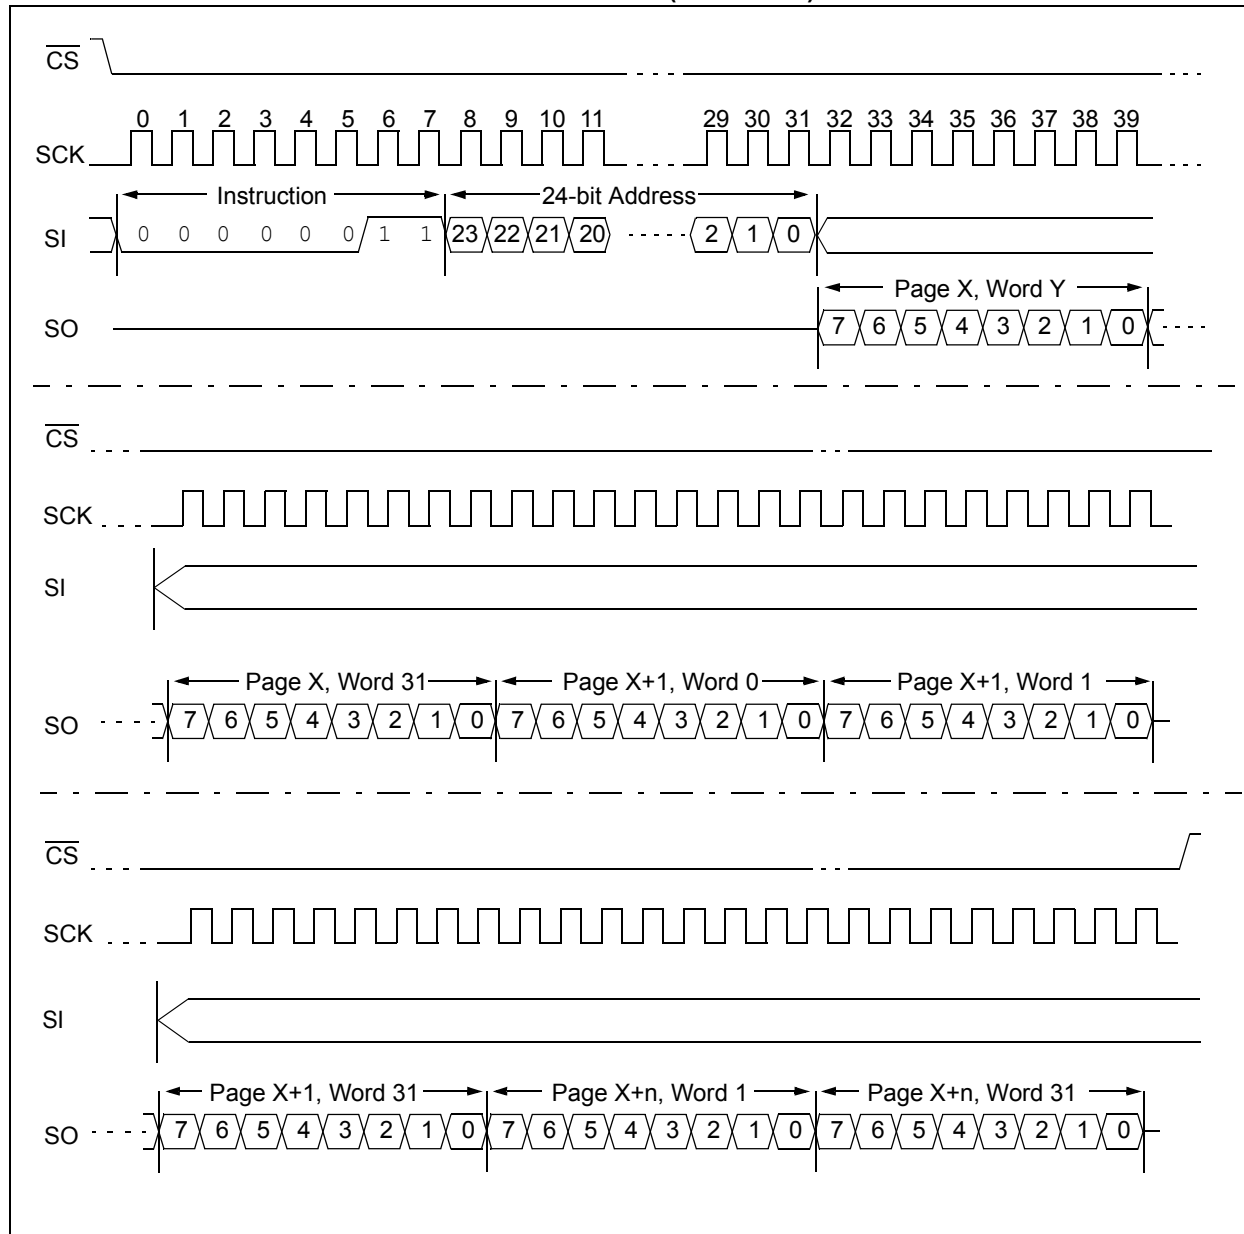 CS
0 1 2 3 4 5 6 7 8 9 10 11 29 30 31 32 33 34 35 36 37 38 39
SCK
Instruction 24-bit Address
SI 0 0 0 0 0 0 1 1 23 22 21 20 2 1 0
Page X, Word Y
SO 7 6 5 4 3 2 1 0
CS
SCK
SI
Page X, Word 31 Page X+1, Word 0 Page X+1, Word 1
SO 7 6 5 4 3 2 1 0 7 6 5 4 3 2 1 0 7 6 5 4 3 2 1 0
CS
SCK
SI
Page X+1, Word 31 Page X+n, Word 1 Page X+n, Word 31
SO 7 6 5 4 3 2 1 0 7 6 5 4 3 2 1 0 7 6 5 4 3 2 1 0